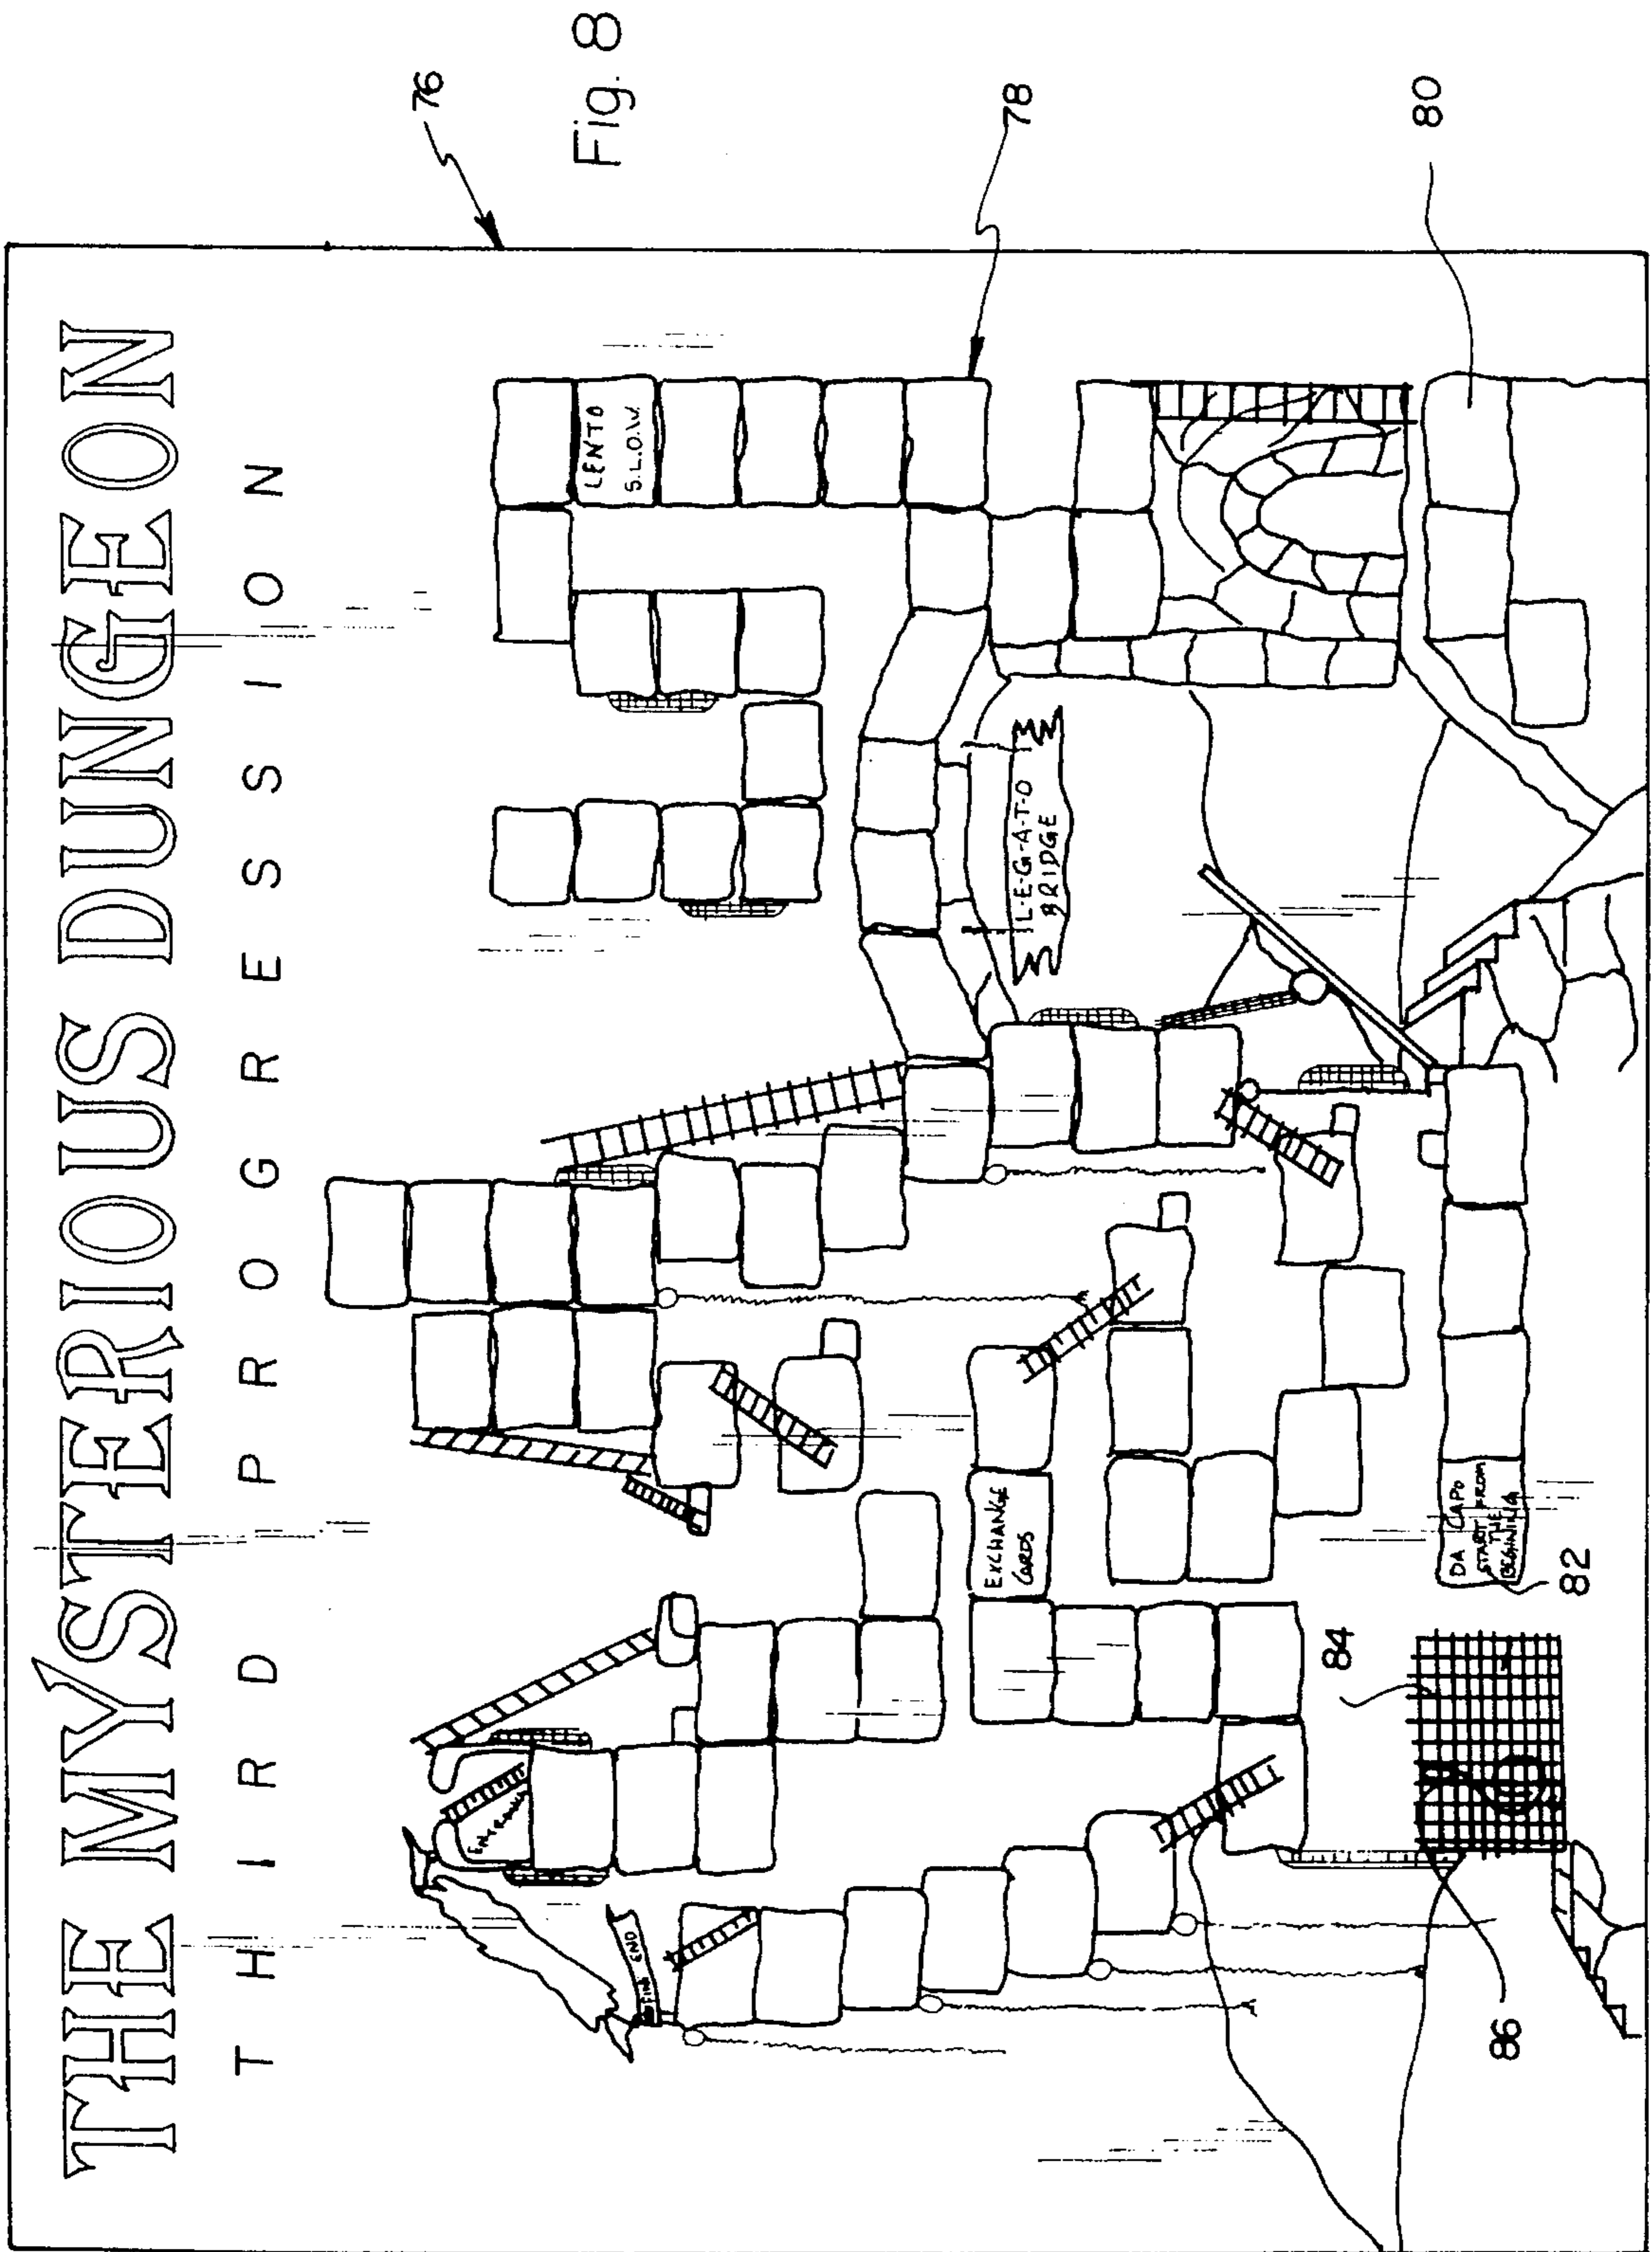 THE MYSTERIOUS DUNGEON
THIRD PROGRESSION
76
Fig. 8
LENTO
S.L.O.W.
78
80
L-E-G-A-T-O
BRIDGE
ENTRANCE
FINE END
EXCHANGE
CARDS
DA CAPO
START FROM
THE
BEGINNING
82
84
86